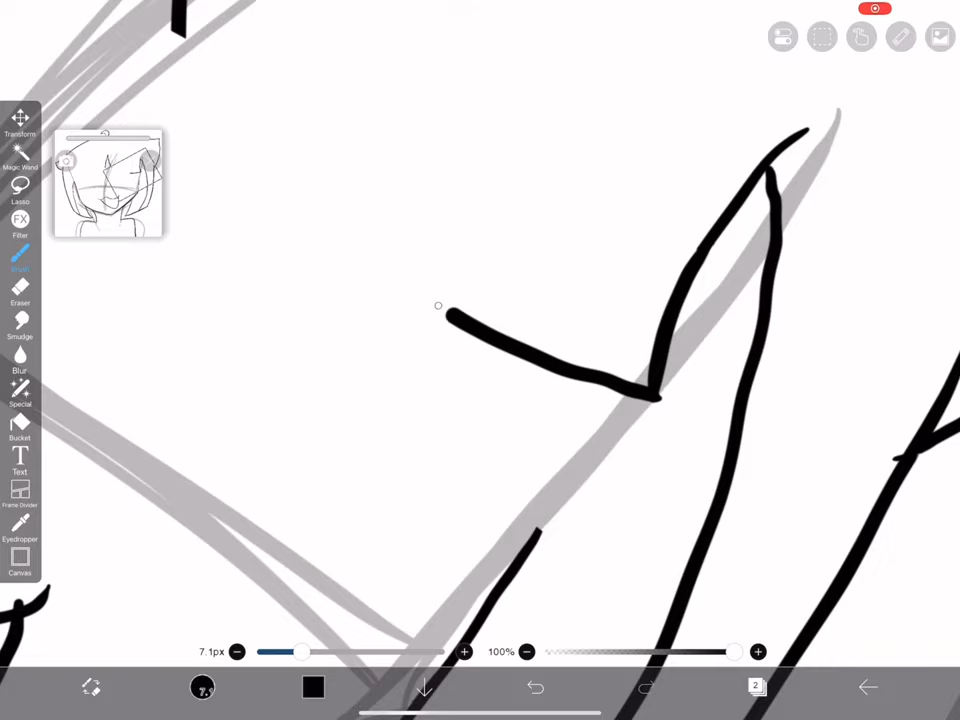 Transform
Magic Wand
Lasso
FX
Filter
Brush
Eraser
Smudge
Blur
Special
Bucket
T
Text
Frame Divider
Eyedropper
Canvas
7.1px
100%
2